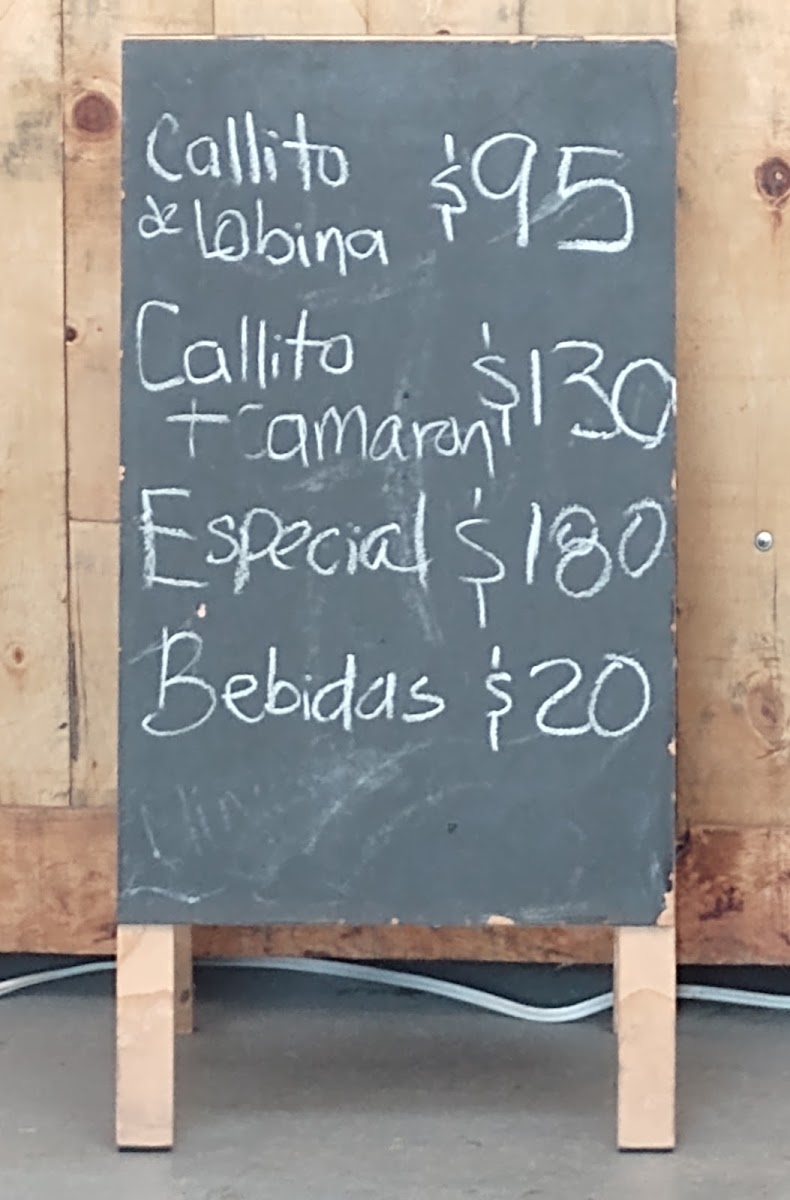 Callito $95
de lobina
Callito $130
+ Camaron
Especial $180
Bebidas $20